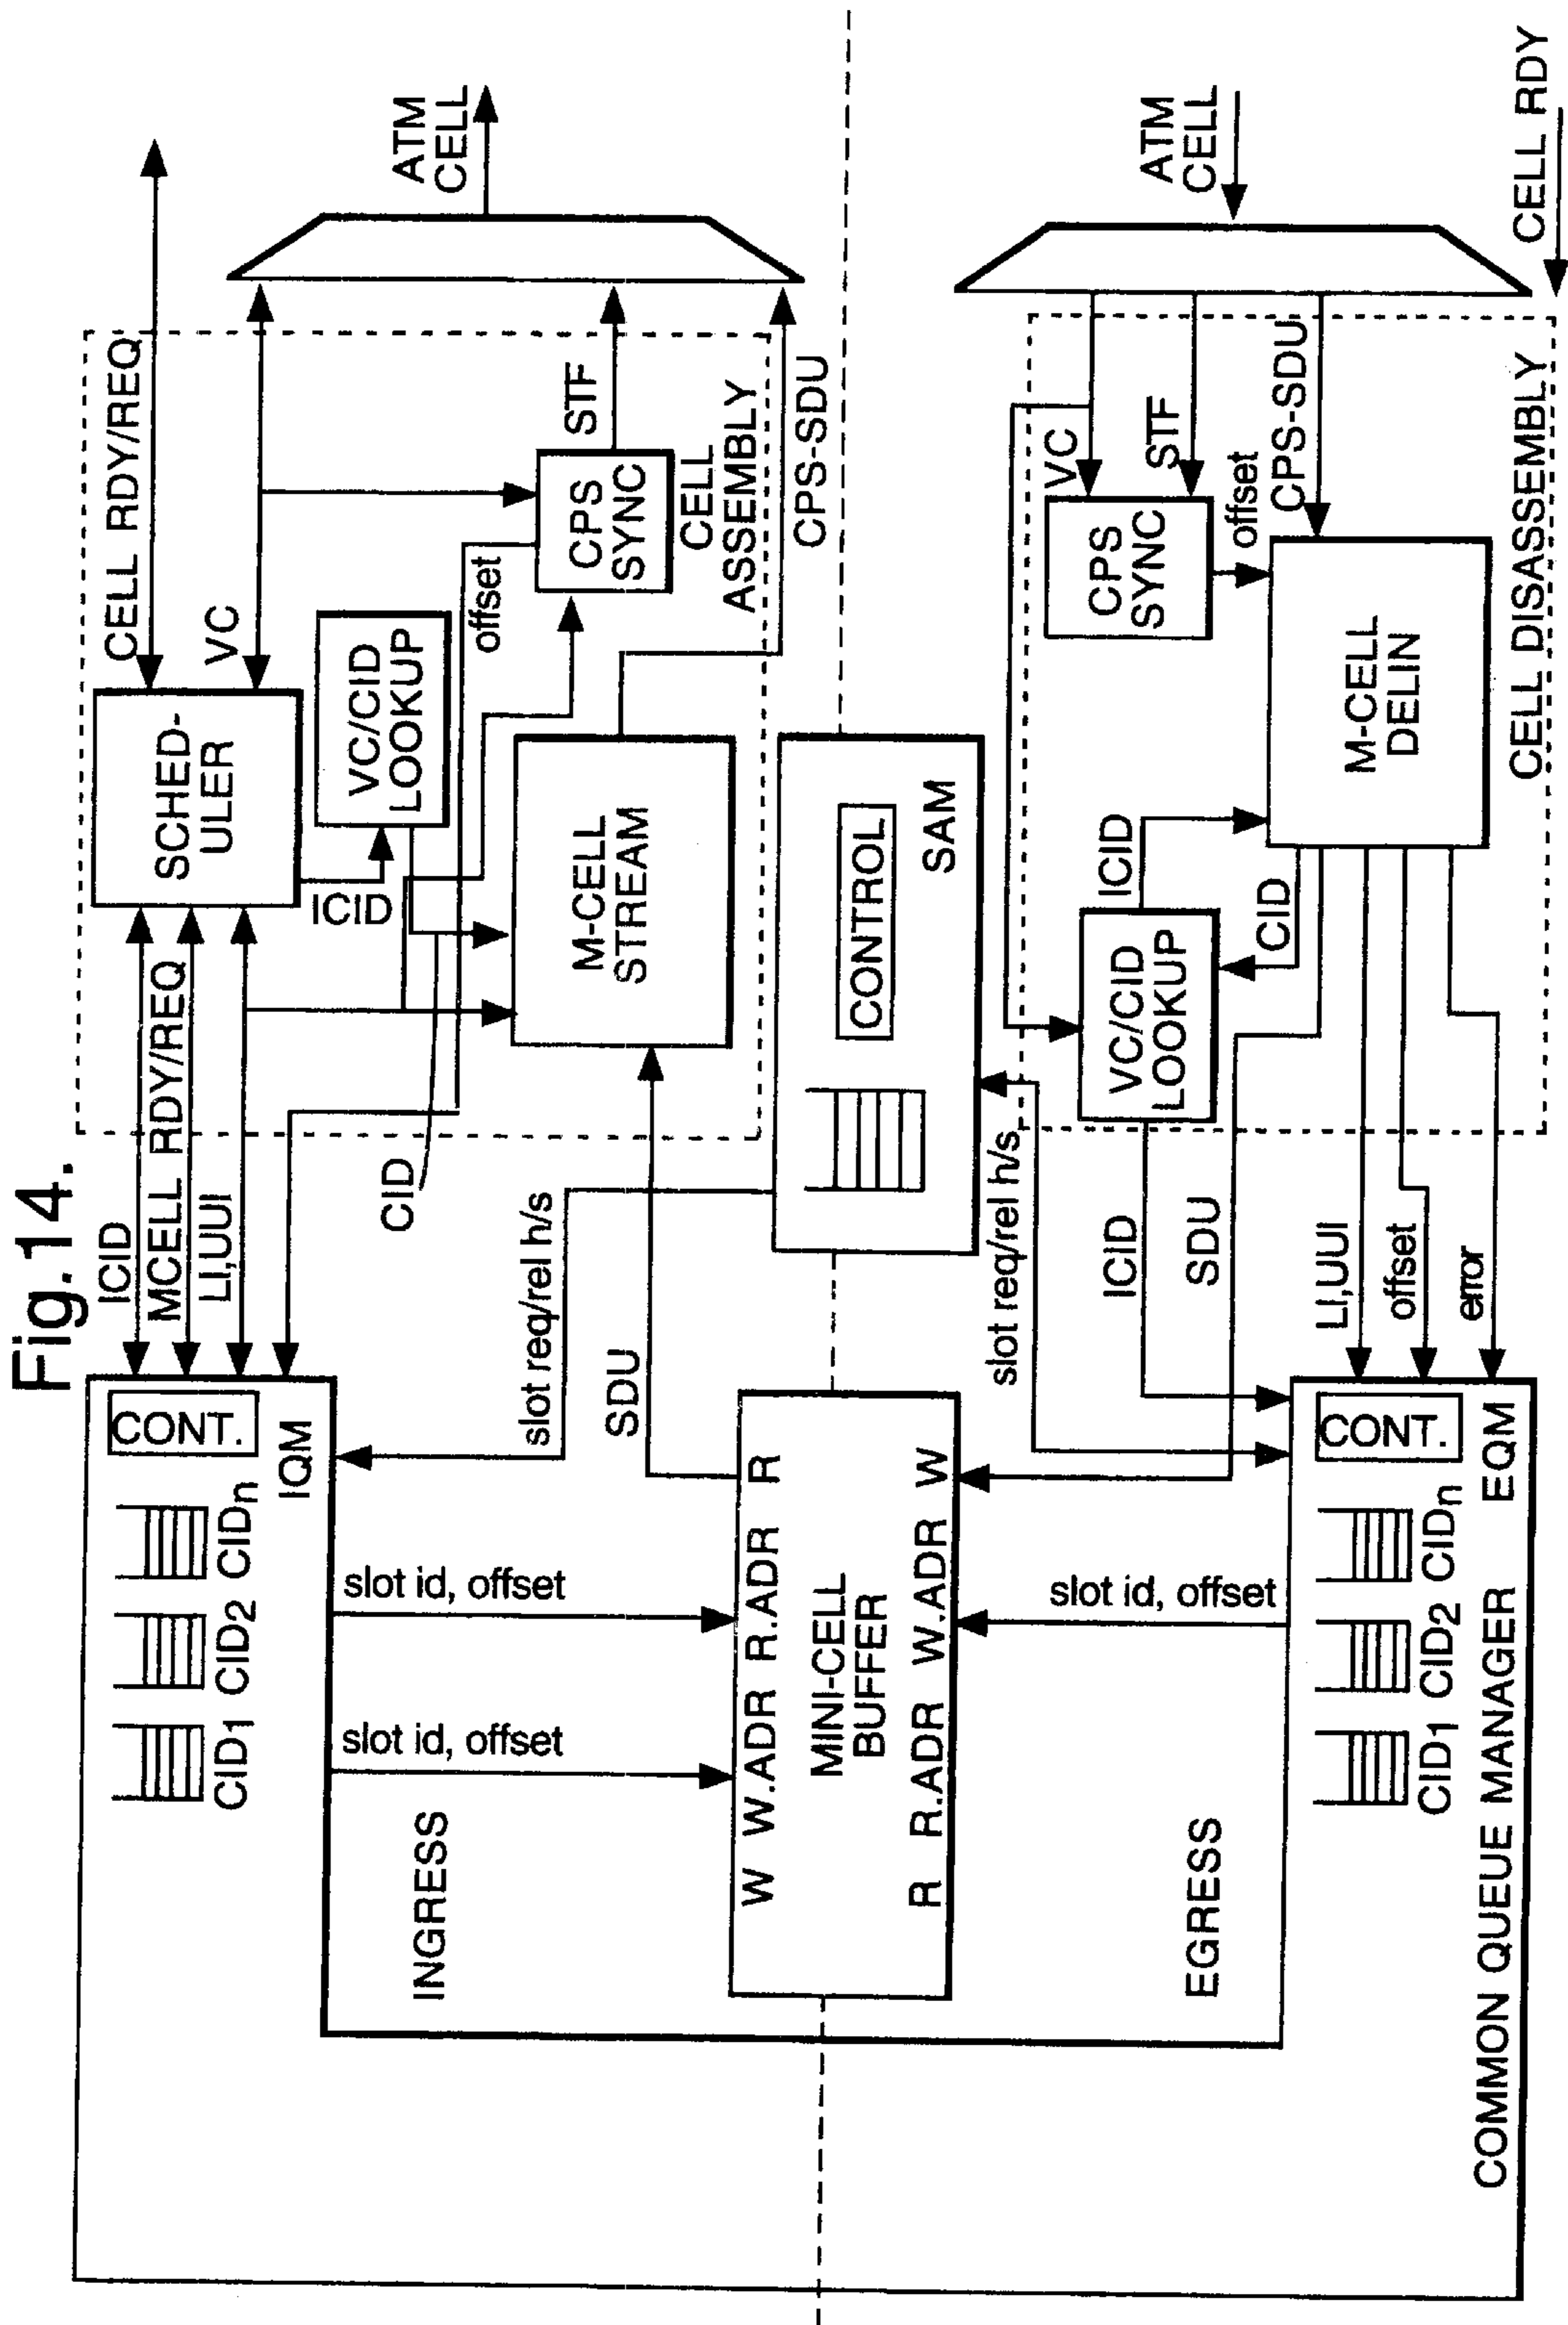 Fig.14.
CELL RDY/REQ
VC
ATM
CELL
SCHED-
ULER
ICID
MCELL RDY/REQ
LI,UUI
ICID
VC/CID
LOOKUP
offset
CPS
SYNC
STF
CELL
ASSEMBLY
CPS-SDU
M-CELL
STREAM
CID
CONT.
IQM
CID1
CID2
CIDn
slot req/rel h/s
SDU
slot id, offset
slot id, offset
INGRESS
W W.ADR R.ADR R
MINI-CELL
BUFFER
R R.ADR W.ADR W
CONTROL
SAM
EGRESS
slot id, offset
slot req/rel h/s
ICID
SDU
LI,UUI
offset
error
CONT.
EQM
CID1
CID2
CIDn
COMMON QUEUE MANAGER
VC/CID
LOOKUP
ICID
CID
M-CELL
DELIN
CPS
SYNC
offset
VC
STF
CPS-SDU
CELL DISASSEMBLY
ATM
CELL
CELL RDY